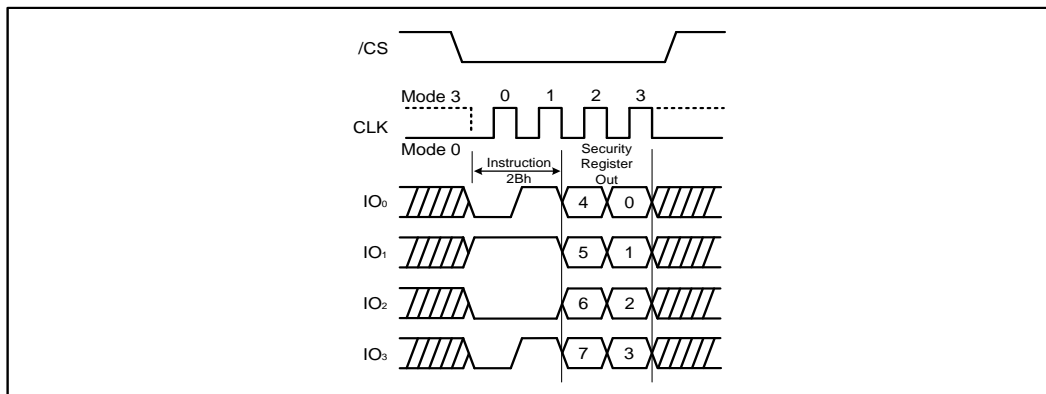 /CS
Mode 3 0 1 2 3
CLK
Mode 0
Instruction
2Bh
Security
Register
Out
IO₀ 4 0
IO₁ 5 1
IO₂ 6 2
IO₃ 7 3